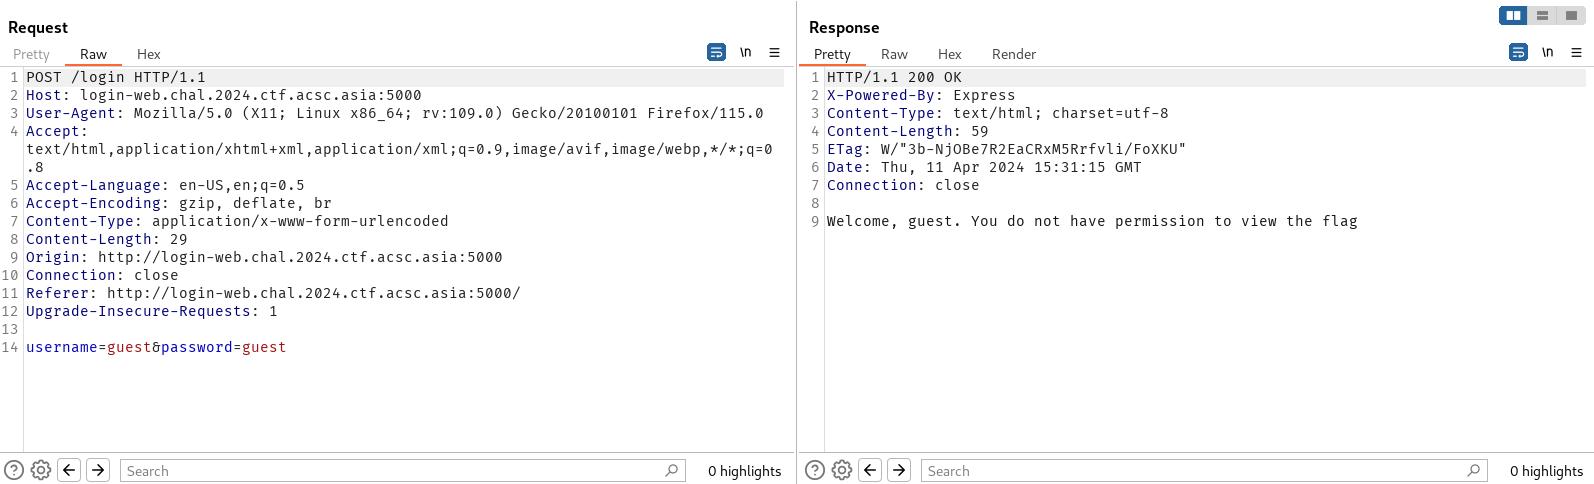 Request
Pretty Raw Hex \n
1 POST /login HTTP/1.1
2 Host: login-web.chal.2024.ctf.acsc.asia:5000
3 User-Agent: Mozilla/5.0 (X11; Linux x86_64; rv:109.0) Gecko/20100101 Firefox/115.0
4 Accept:
text/html,application/xhtml+xml,application/xml;q=0.9,image/avif,image/webp,*/*;q=0
.8
5 Accept-Language: en-US,en;q=0.5
6 Accept-Encoding: gzip, deflate, br
7 Content-Type: application/x-www-form-urlencoded
8 Content-Length: 29
9 Origin: http://login-web.chal.2024.ctf.acsc.asia:5000
10 Connection: close
11 Referer: http://login-web.chal.2024.ctf.acsc.asia:5000/
12 Upgrade-Insecure-Requests: 1
13
14 username=guest&password=guest
Search 0 highlights
Response
Pretty Raw Hex Render \n
1 HTTP/1.1 200 OK
2 X-Powered-By: Express
3 Content-Type: text/html; charset=utf-8
4 Content-Length: 59
5 ETag: W/"3b-NjOBe7R2EaCRxM5Rrfvli/FoXKU"
6 Date: Thu, 11 Apr 2024 15:31:15 GMT
7 Connection: close
8
9 Welcome, guest. You do not have permission to view the flag
Search 0 highlights